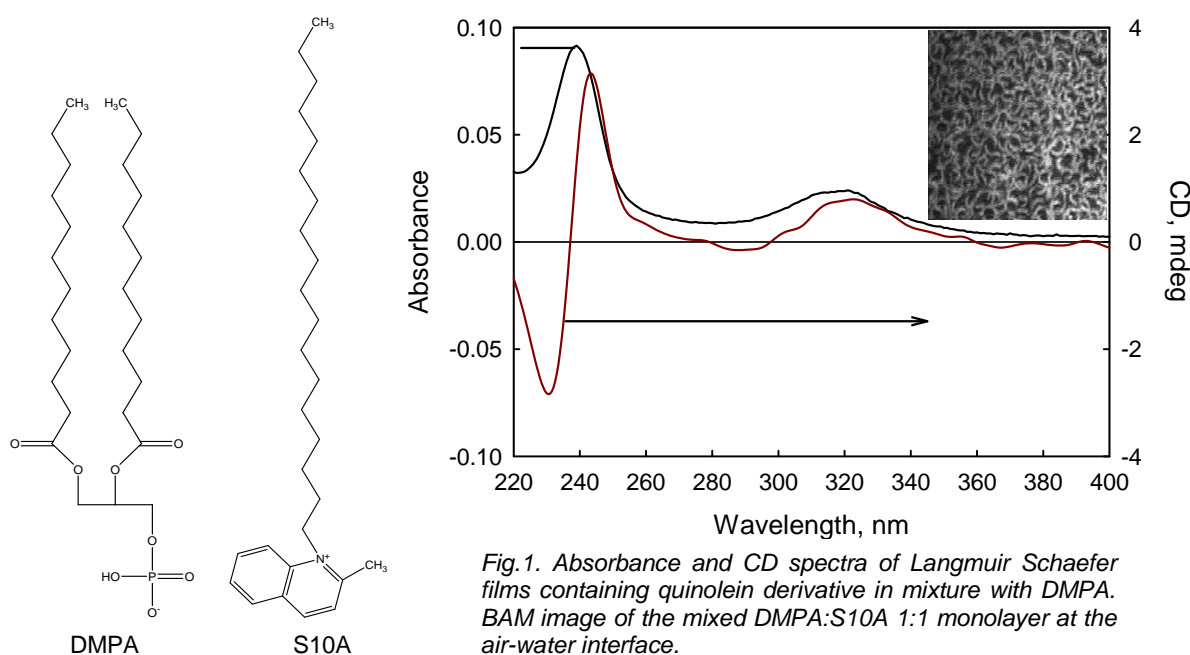 CH3
CH3
H3C
O
O
O
O
O
HO
P
O
O-
N+
CH3
DMPA
S10A
0.10
0.05
0.00
-0.05
-0.10
Absorbance
4
2
0
-2
-4
CD, mdeg
220 240 260 280 300 320 340 360 380 400
Wavelength, nm
Fig.1. Absorbance and CD spectra of Langmuir Schaefer
films containing quinolein derivative in mixture with DMPA.
BAM image of the mixed DMPA:S10A 1:1 monolayer at the
air-water interface.